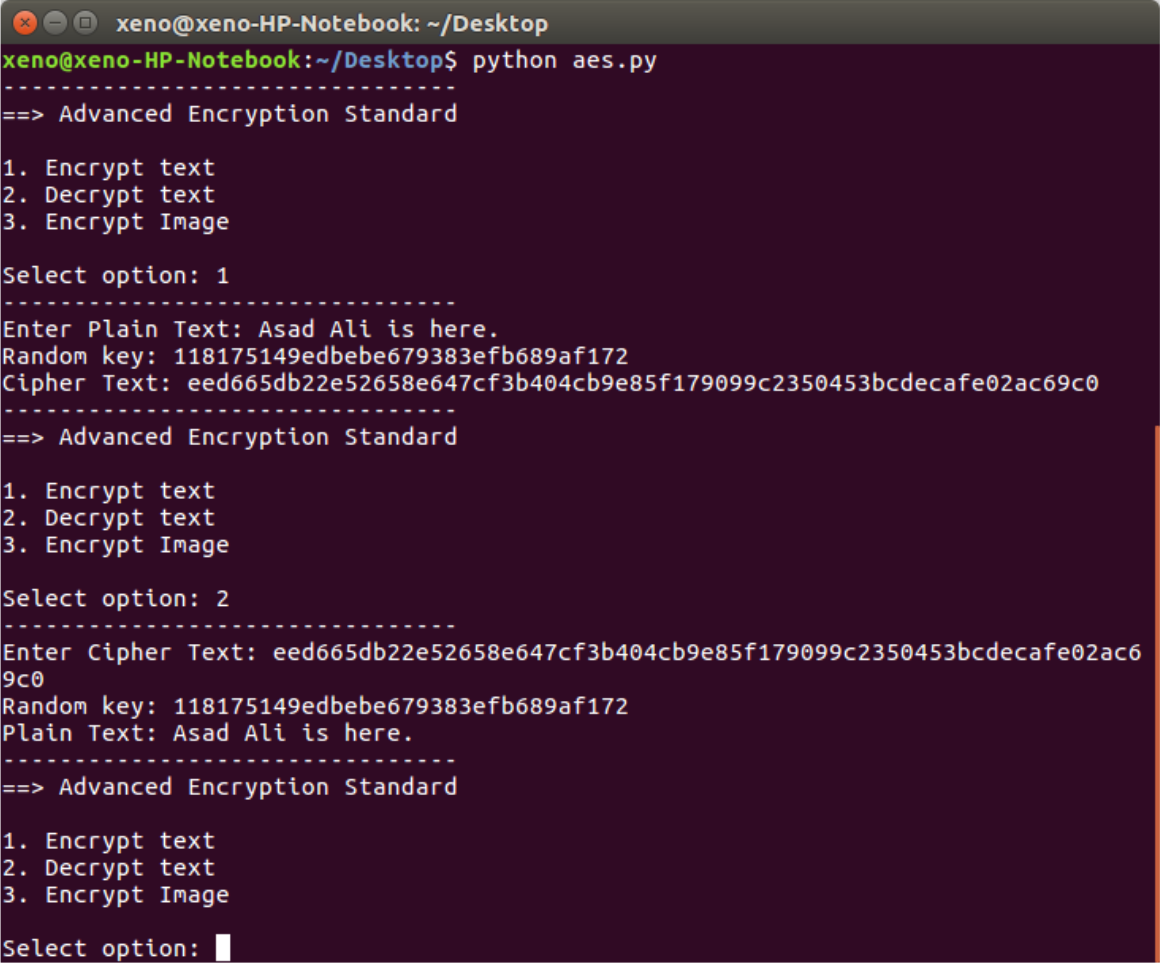 xeno@xeno-HP-Notebook: ~/Desktop
xeno@xeno-HP-Notebook:~/Desktop$ python aes.py
--------------------------------
==> Advanced Encryption Standard
1. Encrypt text
2. Decrypt text
3. Encrypt Image
Select option: 1
--------------------------------
Enter Plain Text: Asad Ali is here.
Random key: 118175149edbebe679383efb689af172
Cipher Text: eed665db22e52658e647cf3b404cb9e85f179099c2350453bcdecafe02ac69c0
--------------------------------
==> Advanced Encryption Standard
1. Encrypt text
2. Decrypt text
3. Encrypt Image
Select option: 2
--------------------------------
Enter Cipher Text: eed665db22e52658e647cf3b404cb9e85f179099c2350453bcdecafe02ac6
9c0
Random key: 118175149edbebe679383efb689af172
Plain Text: Asad Ali is here.
--------------------------------
==> Advanced Encryption Standard
1. Encrypt text
2. Decrypt text
3. Encrypt Image
Select option: